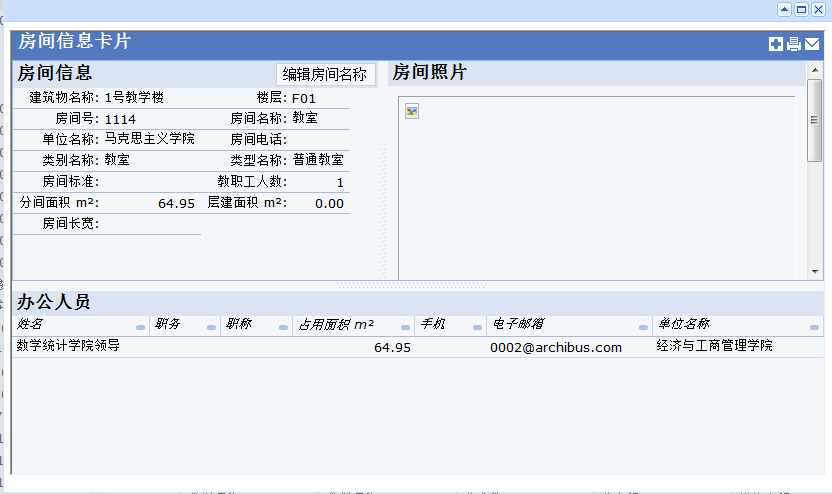 房间信息卡片
房间信息 编辑房间名称 房间照片
建筑物名称: 1号教学楼 楼层: F01
房间号: 1114 房间名称: 教室
单位名称: 马克思主义学院 房间电话:
类别名称: 教室 类型名称: 普通教室
房间标准: 教职工人数: 1
分间面积 m²: 64.95 层建面积 m²: 0.00
房间长宽:
办公人员
姓名 职务 职称 占用面积 m² 手机 电子邮箱 单位名称
数学统计学院领导 64.95 0002@archibus.com 经济与工商管理学院